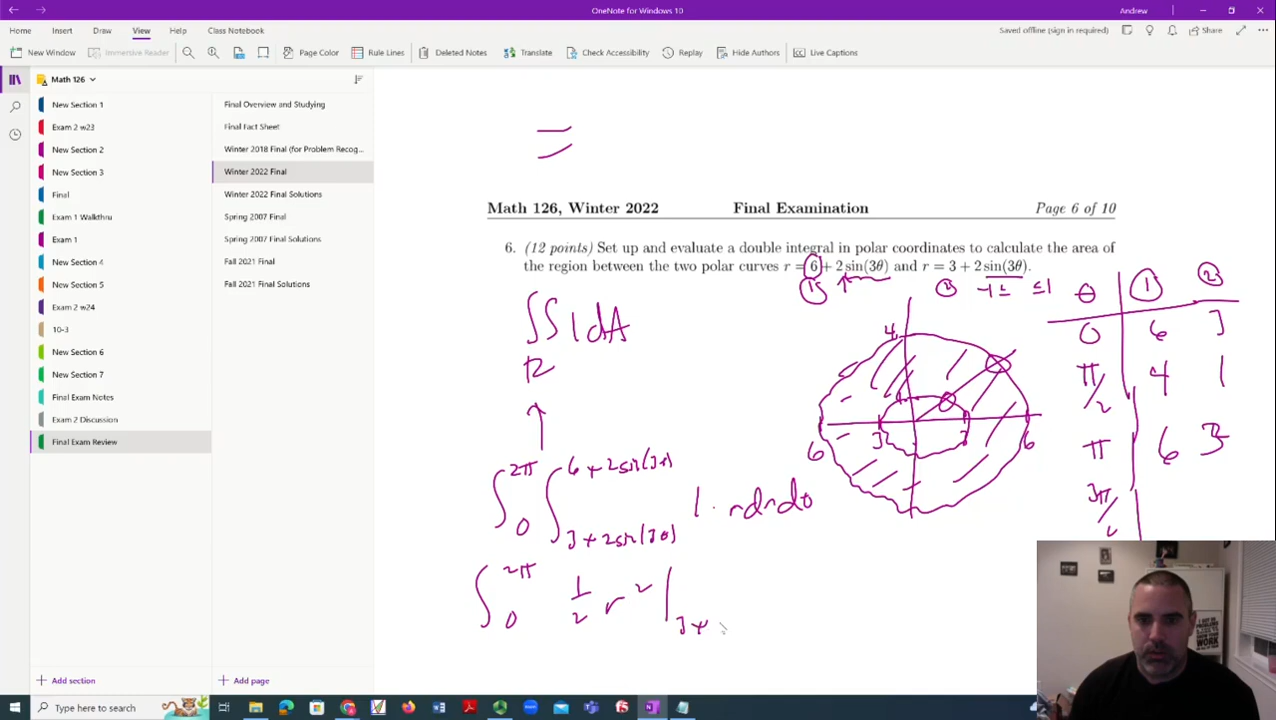 OneNote for Windows 10
Andrew
Home Insert Draw View Help Class Notebook
Saved offline (sign in required) Share
New Window Immersive Reader Page Color Rule Lines Deleted Notes Translate Check Accessibility Replay Hide Authors Live Captions
Math 126
New Section 1
Exam 2 w23
New Section 2
New Section 3
Final
Exam 1 Walkthru
Exam 1
New Section 4
New Section 5
Exam 2 w24
10-3
New Section 6
New Section 7
Final Exam Notes
Exam 2 Discussion
Final Exam Review
Add section
Final Overview and Studying
Final Fact Sheet
Winter 2018 Final (for Problem Recog...
Winter 2022 Final
Winter 2022 Final Solutions
Spring 2007 Final
Spring 2007 Final Solutions
Fall 2021 Final
Fall 2021 Final Solutions
Add page
=
Math 126, Winter 2022 Final Examination Page 6 of 10
6. (12 points) Set up and evaluate a double integral in polar coordinates to calculate the area of
the region between the two polar curves r = 6 + 2 sin(3θ) and r = 3 + 2 sin(3θ).
① ② -1 ≤ ≤ 1
∬ 1 dA
R
∫ 0 2π ∫ 3+2sin(3θ) 6+2sin(3θ) 1 · r dr dθ
∫ 0 2π 1/2 r² | 3+
4
6 3 6
θ ① ②
0 6 3
π/2 4 1
π 6 3
3π/2
Type here to search